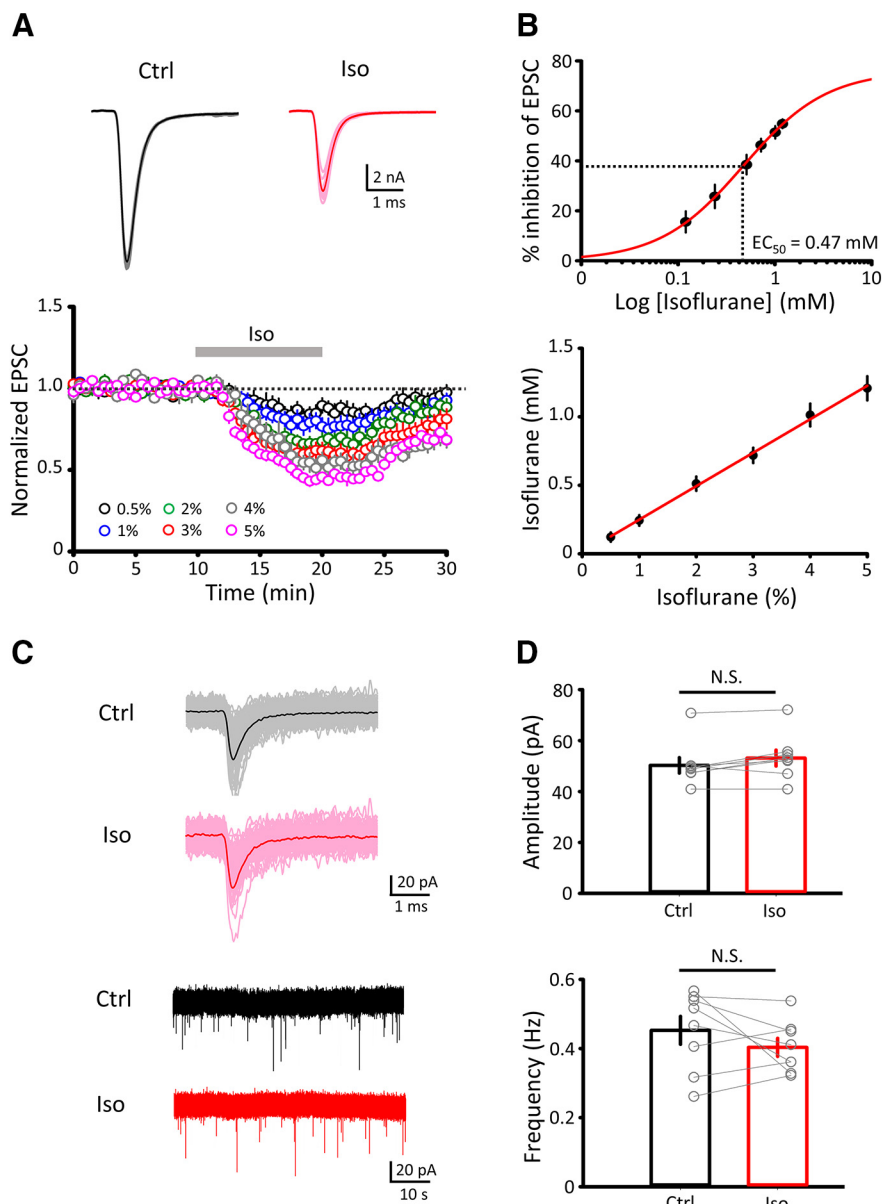 A
Ctrl
Iso
2 nA
1 ms
Normalized EPSC
1.5
1.0
0.5
0
Iso
0.5%
2%
4%
1%
3%
5%
0 5 10 15 20 25 30
Time (min)
B
% inhibition of EPSC
80
60
40
20
0
EC50 = 0.47 mM
0 0.1 1 10
Log [Isoflurane] (mM)
Isoflurane (mM)
1.5
1.0
0.5
0
0 1 2 3 4 5
Isoflurane (%)
C
Ctrl
Iso
20 pA
1 ms
Ctrl
Iso
20 pA
10 s
D
N.S.
Amplitude (pA)
80
60
40
20
0
Ctrl Iso
N.S.
Frequency (Hz)
0.6
0.4
0.2
0
Ctrl Iso